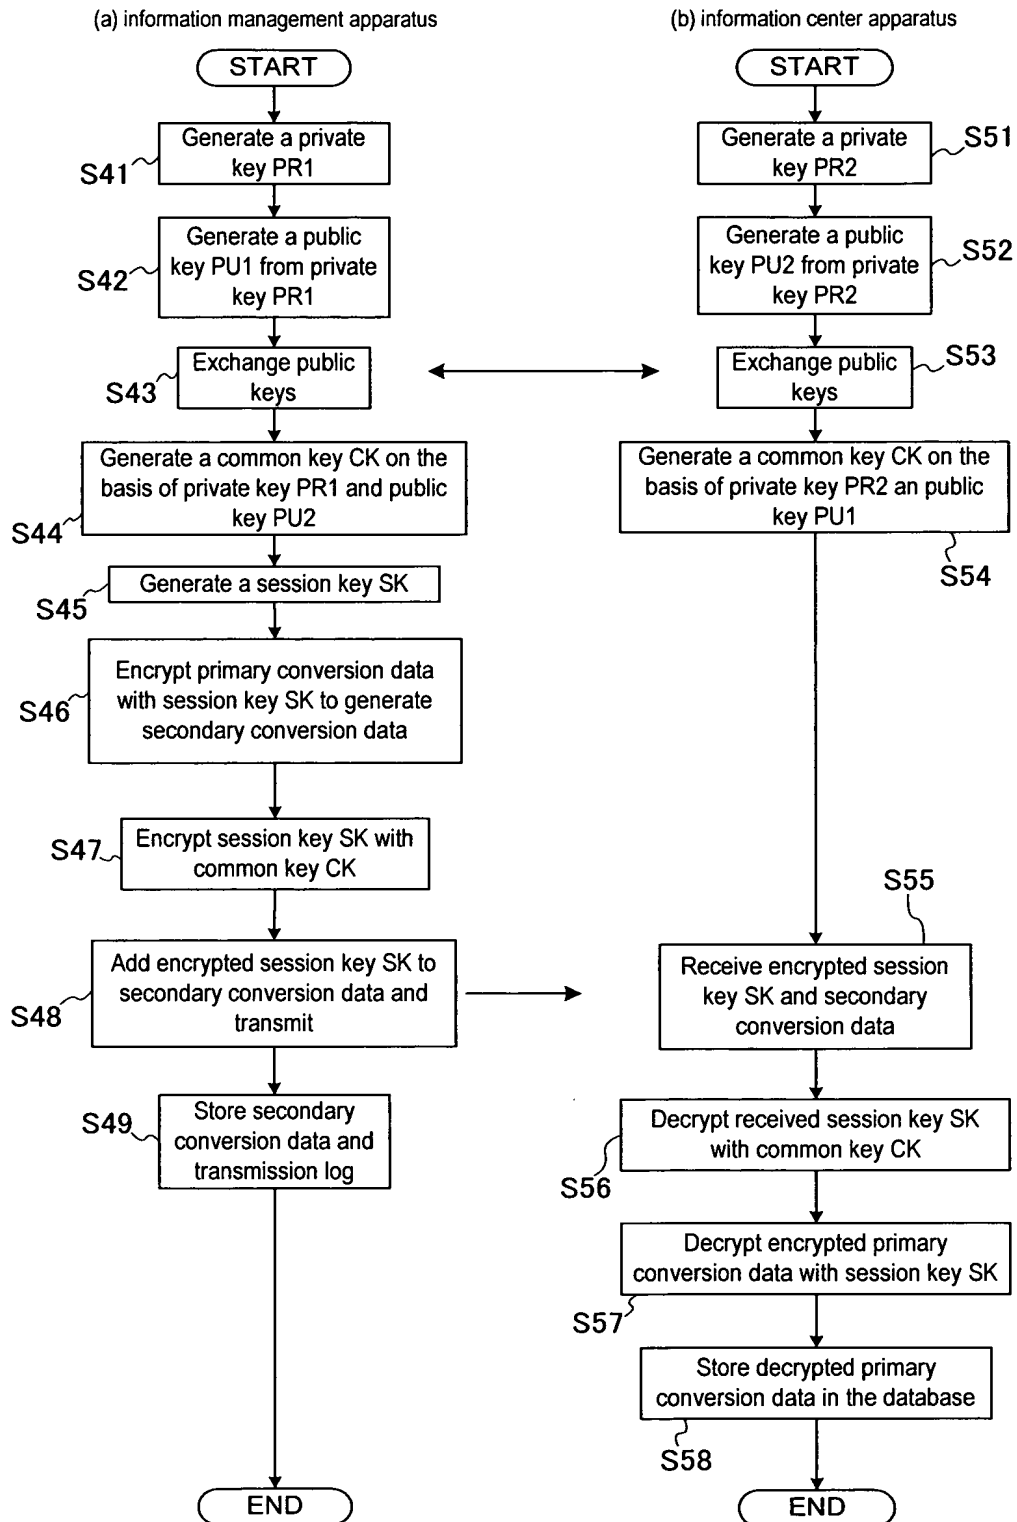 (a) information management apparatus
START
S41
Generate a private
key PR1
S42
Generate a public
key PU1 from private
key PR1
S43
Exchange public
keys
S44
Generate a common key CK on the
basis of private key PR1 and public
key PU2
S45
Generate a session key SK
S46
Encrypt primary conversion data
with session key SK to generate
secondary conversion data
S47
Encrypt session key SK with
common key CK
S48
Add encrypted session key SK to
secondary conversion data and
transmit
S49
Store secondary
conversion data and
transmission log
END
(b) information center apparatus
START
S51
Generate a private
key PR2
S52
Generate a public
key PU2 from private
key PR2
S53
Exchange public
keys
Generate a common key CK on the
basis of private key PR2 an public
key PU1
S54
S55
Receive encrypted session
key SK and secondary
conversion data
Decrypt received session key SK
with common key CK
S56
Decrypt encrypted primary
conversion data with session key SK
S57
Store decrypted primary
conversion data in the database
S58
END